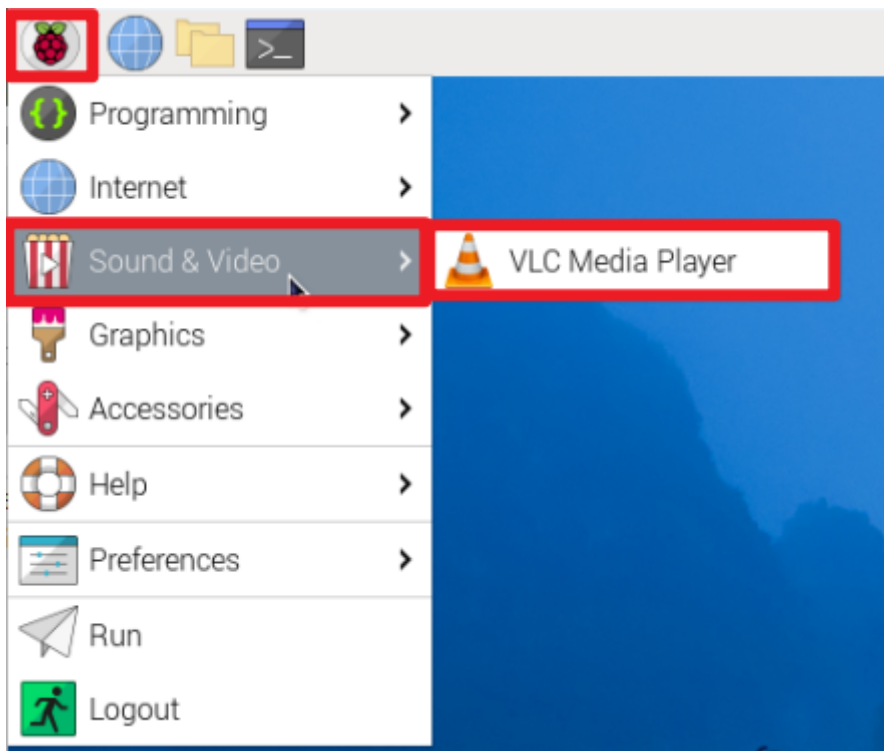 >_
Programming
Internet
Sound & Video
VLC Media Player
Graphics
Accessories
Help
Preferences
Run
Logout